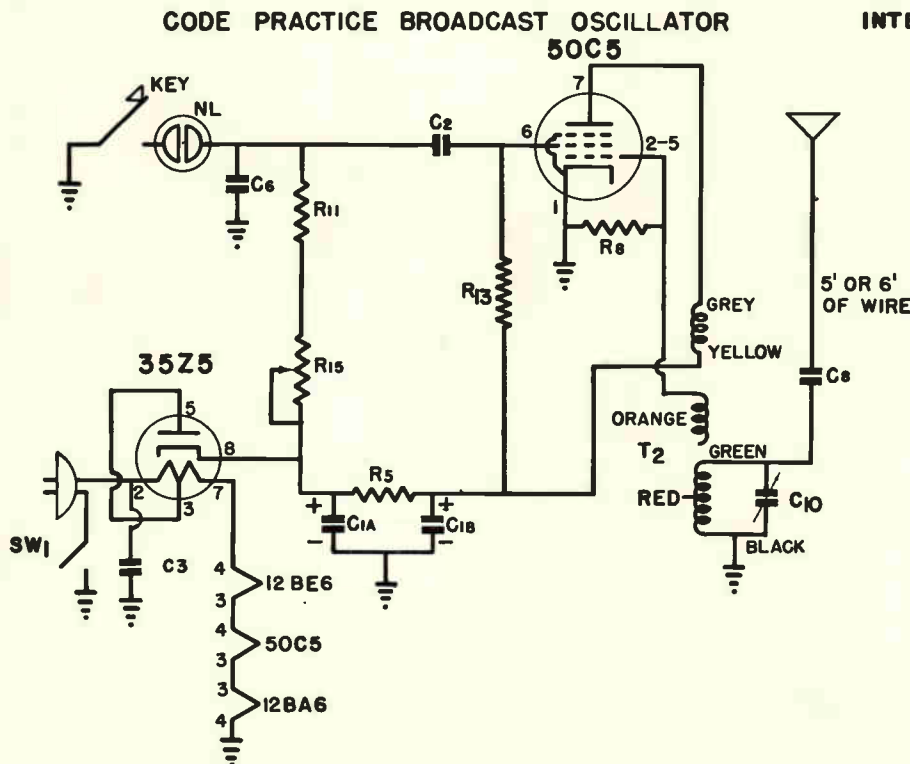 CODE PRACTICE BROADCAST OSCILLATOR
INTE
50C5
KEY
NL
7
C2
6
2-5
C6
R11
1
R8
R13
5' OR 6'
OF WIRE
GREY
YELLOW
35Z5
R15
C8
5
ORANGE
8
T2
GREEN
R5
2
7
RED
C10
3
+
C1A
-
+
C1B
-
SW1
C3
BLACK
4
12BE6
3
4
50C5
3
3
12BA6
4